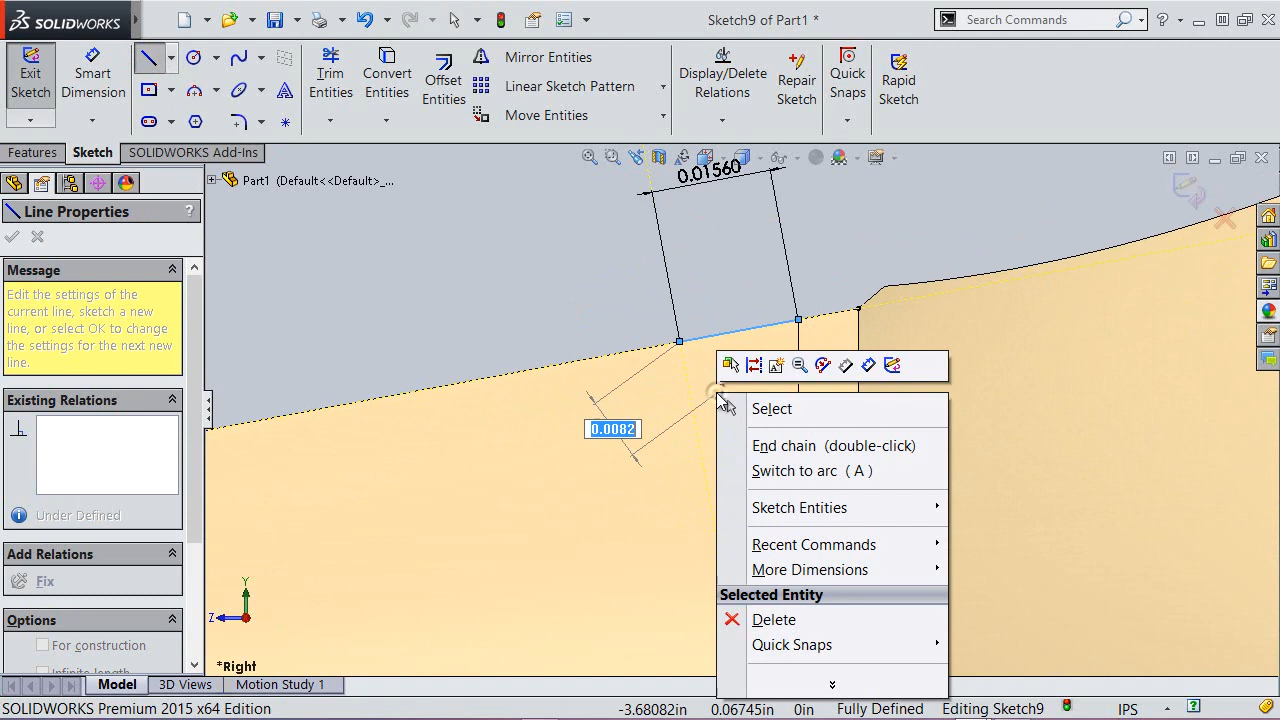 SOLIDWORKS
Sketch9 of Part1 *
Search Commands
Exit Sketch
Smart Dimension
Trim Entities
Convert Entities
Offset Entities
Mirror Entities
Linear Sketch Pattern
Move Entities
Display/Delete Relations
Repair Sketch
Quick Snaps
Rapid Sketch
Features
Sketch
SOLIDWORKS Add-Ins
Part1 (Default<<Default>_...
Line Properties
?
Message
Edit the settings of the
current line, sketch a new
line, or select OK to change
the settings for the next new
line.
Existing Relations
Under Defined
Add Relations
Fix
Options
For construction
Infinite length
0.01560
0.0082
Select
End chain (double-click)
Switch to arc ( A )
Sketch Entities
Recent Commands
More Dimensions
Selected Entity
Delete
Quick Snaps
Y
Z
*Right
Model
3D Views
Motion Study 1
SOLIDWORKS Premium 2015 x64 Edition
-3.68082in
0.06745in
0in
Fully Defined
Editing Sketch9
IPS